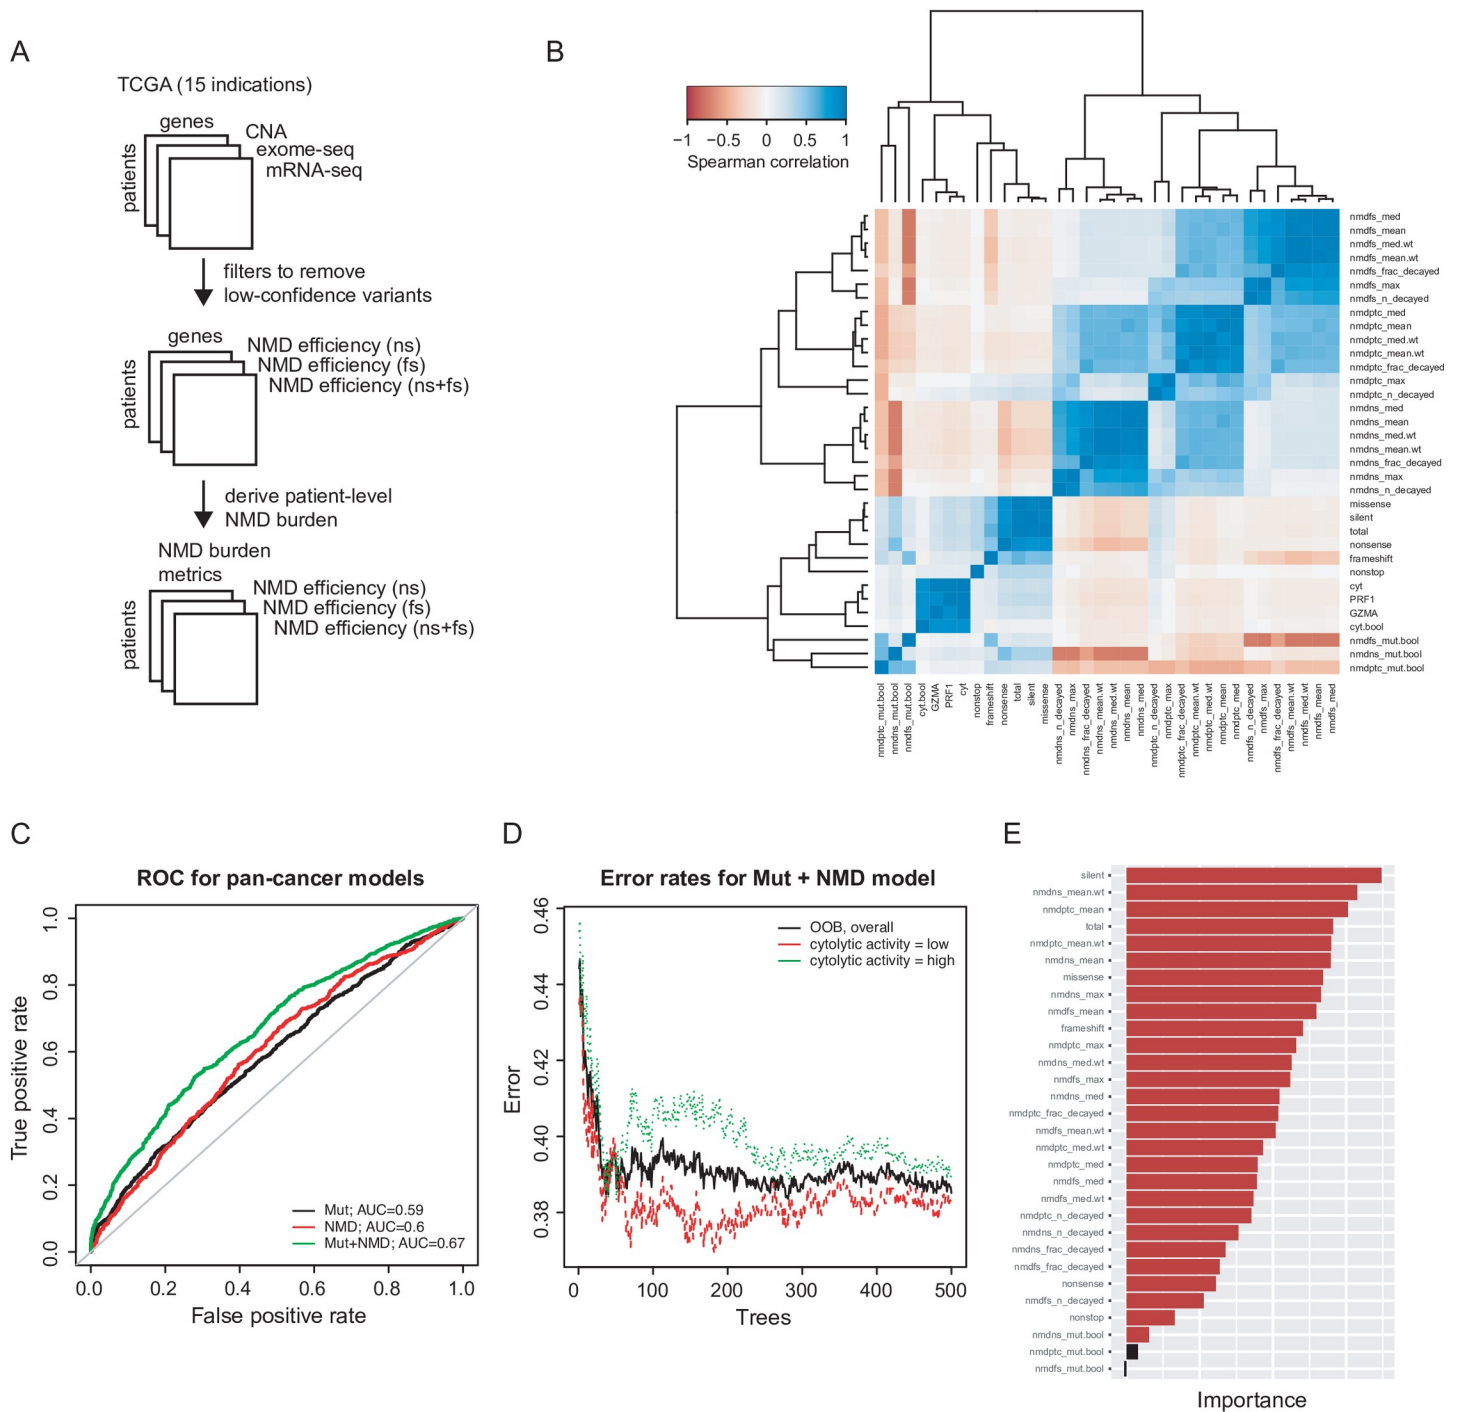 A
TCGA (15 indications)
genes
patients
CNA
exome-seq
mRNA-seq
filters to remove
low-confidence variants
genes
patients
NMD efficiency (ns)
NMD efficiency (fs)
NMD efficiency (ns+fs)
derive patient-level
NMD burden
NMD burden
metrics
patients
NMD efficiency (ns)
NMD efficiency (fs)
NMD efficiency (ns+fs)
B
−1 −0.5 0 0.5 1
Spearman correlation
nmdfs_med
nmdfs_mean
nmdfs_med.wt
nmdfs_mean.wt
nmdfs_frac_decayed
nmdfs_max
nmdfs_n_decayed
nmdptc_med
nmdptc_mean
nmdptc_med.wt
nmdptc_mean.wt
nmdptc_frac_decayed
nmdptc_max
nmdptc_n_decayed
nmdns_med
nmdns_mean
nmdns_med.wt
nmdns_mean.wt
nmdns_frac_decayed
nmdns_max
nmdns_n_decayed
missense
silent
total
nonsense
frameshift
nonstop
cyt
PRF1
GZMA
cyt.bool
nmdfs_mut.bool
nmdns_mut.bool
nmdptc_mut.bool
nmdptc_mut.bool
nmdns_mut.bool
nmdfs_mut.bool
cyt.bool
GZMA
PRF1
cyt
nonstop
frameshift
nonsense
total
silent
missense
nmdns_n_decayed
nmdns_max
nmdns_frac_decayed
nmdns_mean.wt
nmdns_med.wt
nmdns_mean
nmdns_med
nmdptc_n_decayed
nmdptc_max
nmdptc_frac_decayed
nmdptc_mean.wt
nmdptc_med.wt
nmdptc_mean
nmdptc_med
nmdfs_n_decayed
nmdfs_max
nmdfs_frac_decayed
nmdfs_mean.wt
nmdfs_med.wt
nmdfs_mean
nmdfs_med
C
ROC for pan-cancer models
True positive rate
1.0
0.8
0.6
0.4
0.2
0.0
Mut; AUC=0.59
NMD; AUC=0.6
Mut+NMD; AUC=0.67
0.0 0.2 0.4 0.6 0.8 1.0
False positive rate
D
Error rates for Mut + NMD model
Error
0.46
0.44
0.42
0.40
0.38
OOB, overall
cytolytic activity = low
cytolytic activity = high
0 100 200 300 400 500
Trees
E
silent
nmdns_mean.wt
nmdptc_mean
total
nmdptc_mean.wt
nmdns_mean
missense
nmdns_max
nmdfs_mean
frameshift
nmdptc_max
nmdns_med.wt
nmdfs_max
nmdns_med
nmdptc_frac_decayed
nmdfs_mean.wt
nmdptc_med.wt
nmdptc_med
nmdfs_med
nmdfs_med.wt
nmdptc_n_decayed
nmdns_n_decayed
nmdns_frac_decayed
nmdfs_frac_decayed
nonsense
nmdfs_n_decayed
nonstop
nmdns_mut.bool
nmdptc_mut.bool
nmdfs_mut.bool
Importance